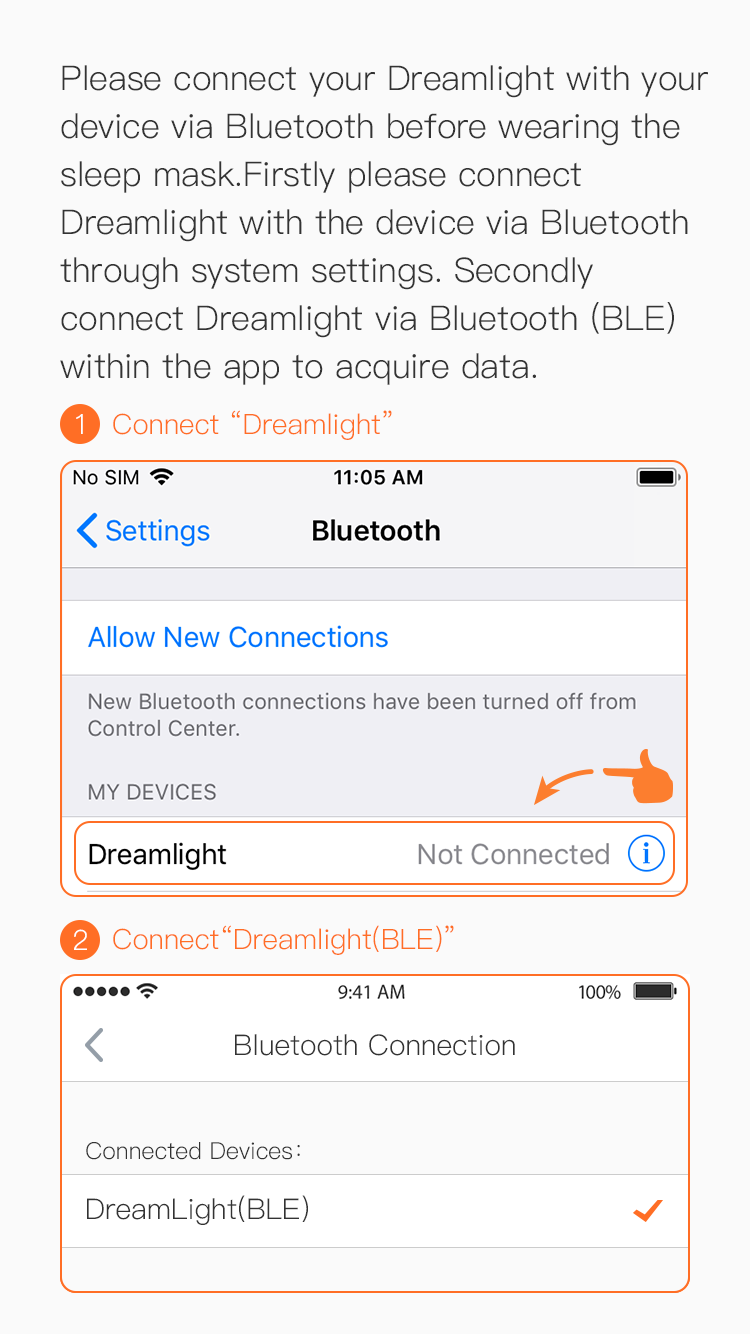 Please connect your Dreamlight with your
device via Bluetooth before wearing the
sleep mask.Firstly please connect
Dreamlight with the device via Bluetooth
through system settings. Secondly
connect Dreamlight via Bluetooth (BLE)
within the app to acquire data.
1 Connect “Dreamlight”
No SIM 11:05 AM
Settings Bluetooth
Allow New Connections
New Bluetooth connections have been turned off from
Control Center.
MY DEVICES
Dreamlight Not Connected i
2 Connect“Dreamlight(BLE)”
9:41 AM 100%
Bluetooth Connection
Connected Devices:
DreamLight(BLE)